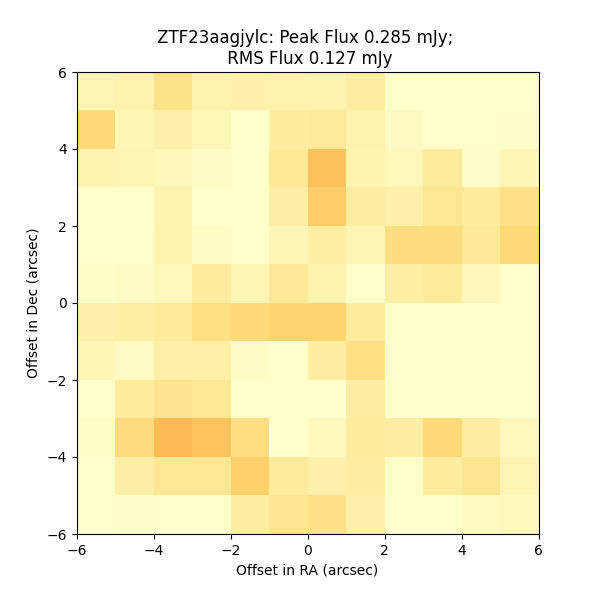 ZTF23aagjylc: Peak Flux 0.285 mJy;
RMS Flux 0.127 mJy
6
4
2
0
−2
−4
−6
Offset in Dec (arcsec)
−6 −4 −2 0 2 4 6
Offset in RA (arcsec)